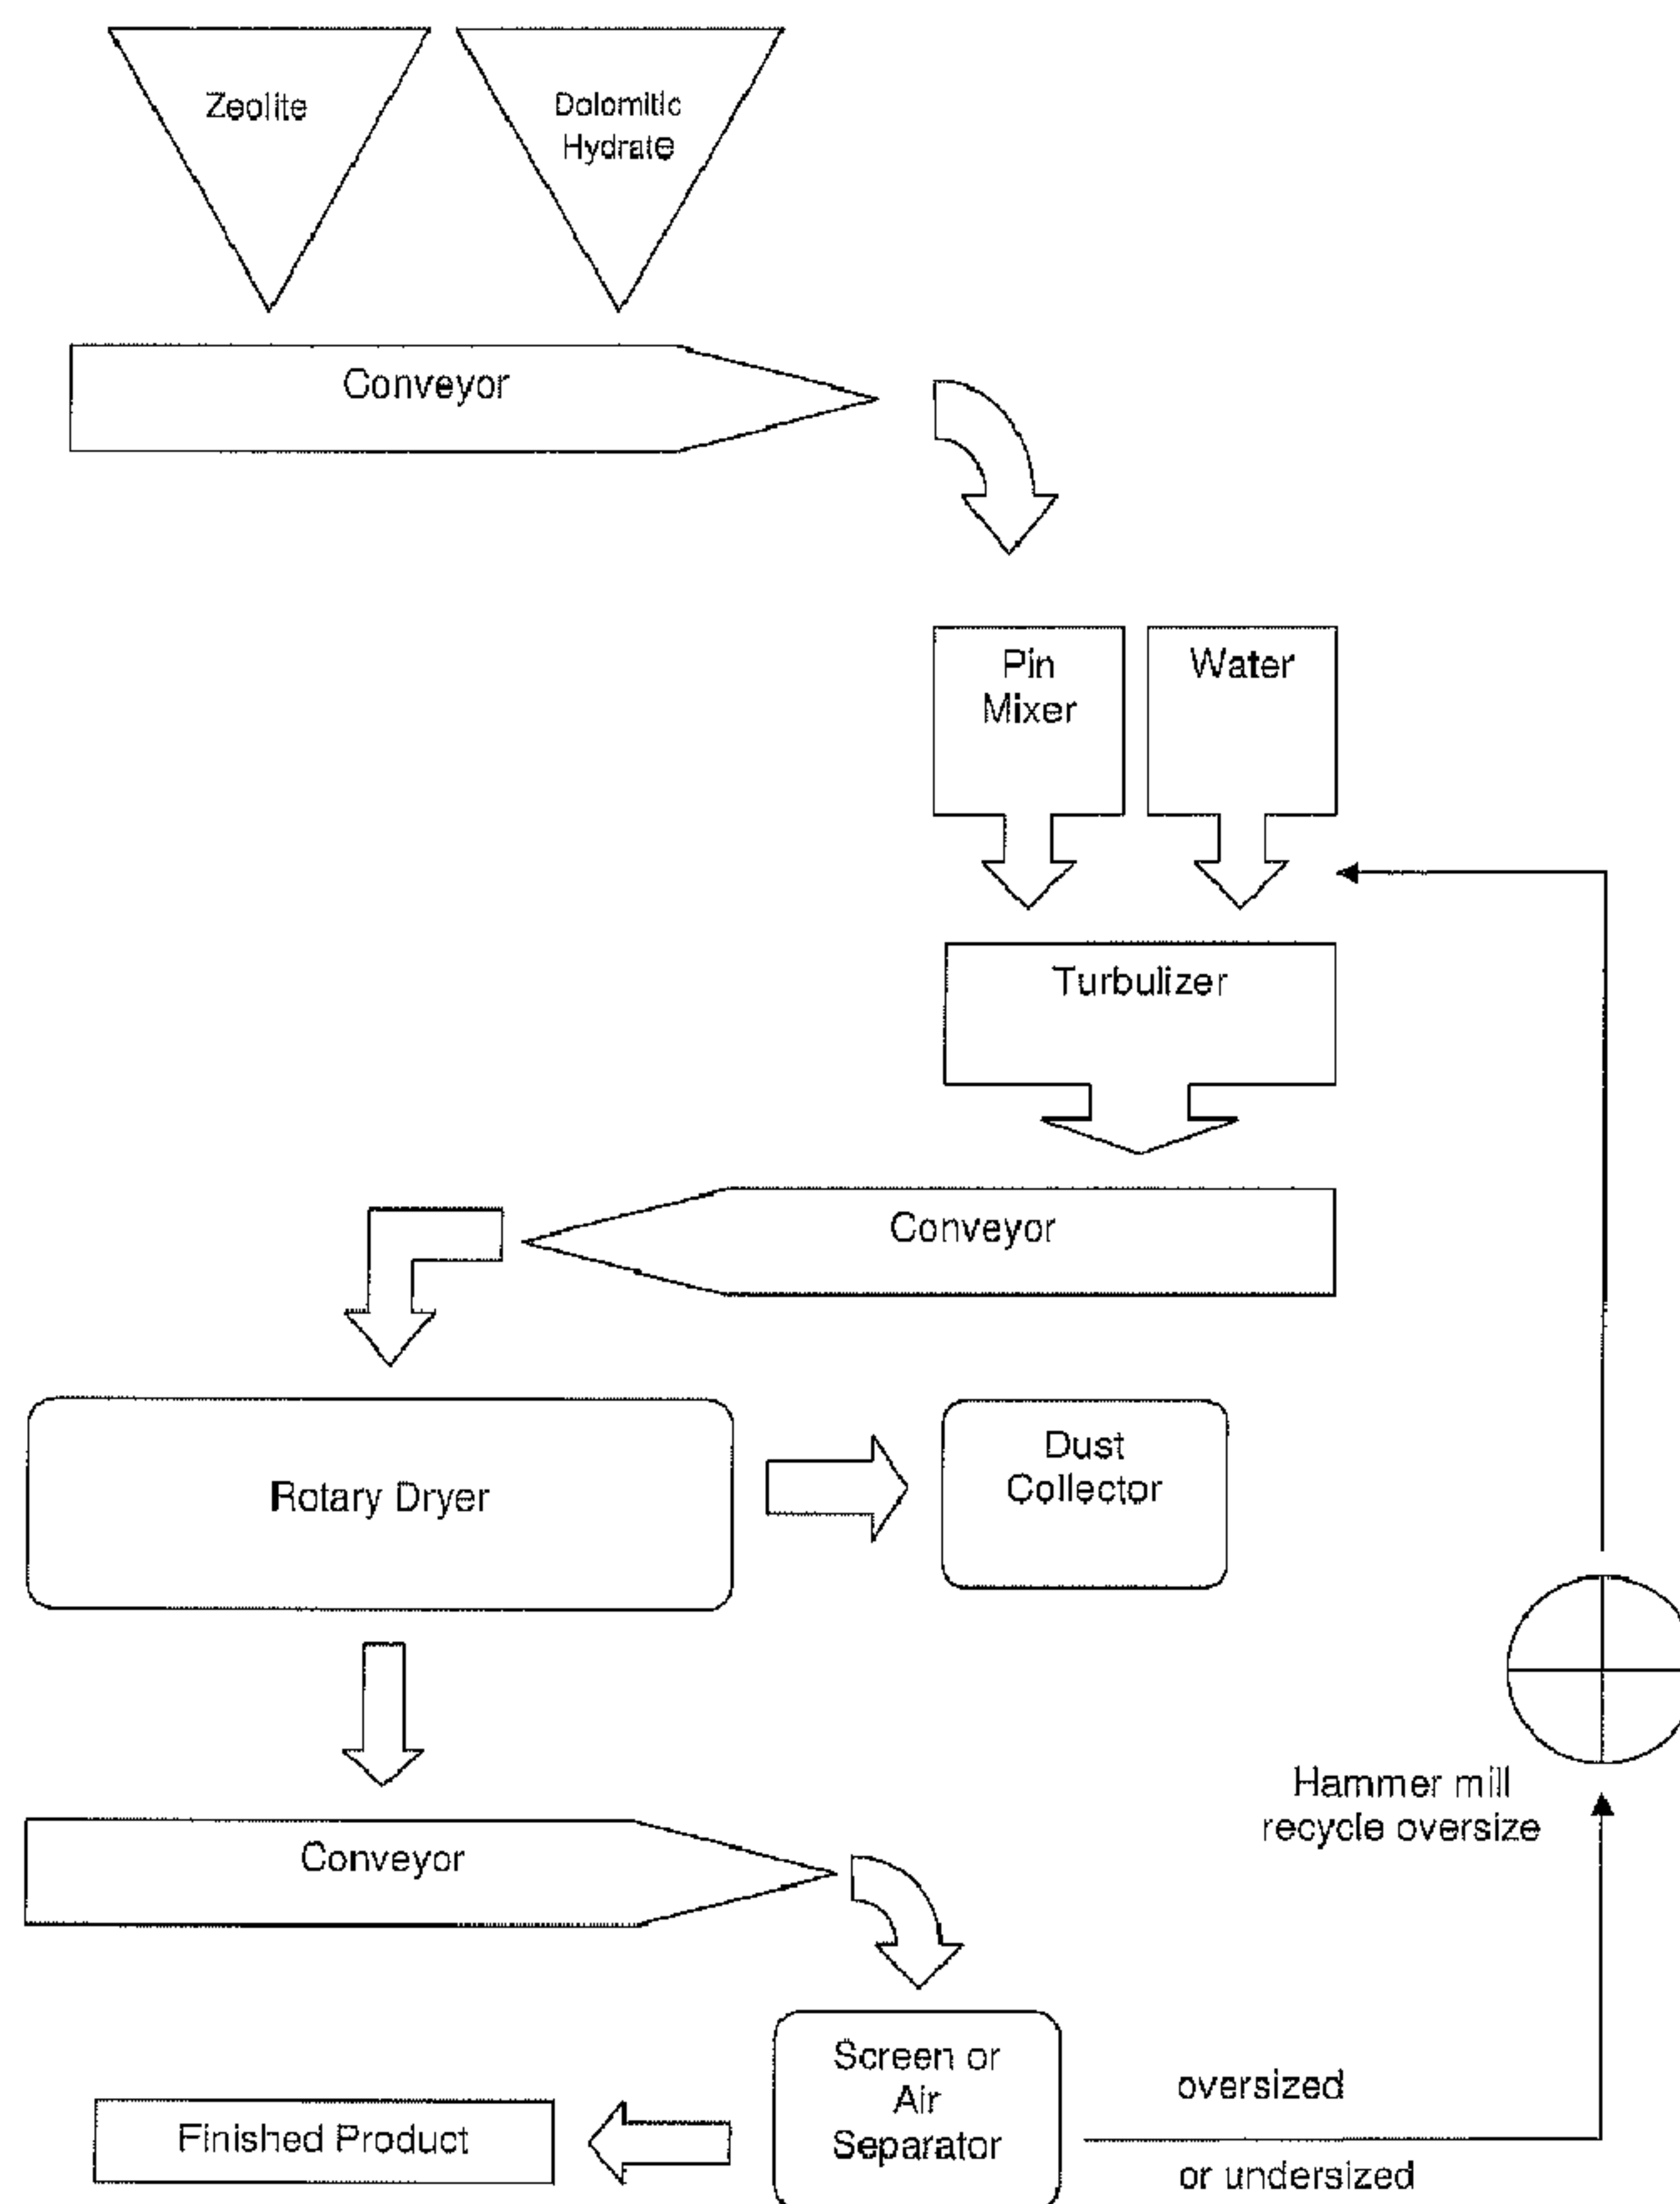 Zeolite
Dolomitic
Hydrate
Conveyor
Pin
Mixer
Water
Turbulizer
Conveyor
Rotary Dryer
Dust
Collector
Hammer mill
recycle oversize
Conveyor
Screen or
Air
Separator
oversized
or undersized
Finished Product